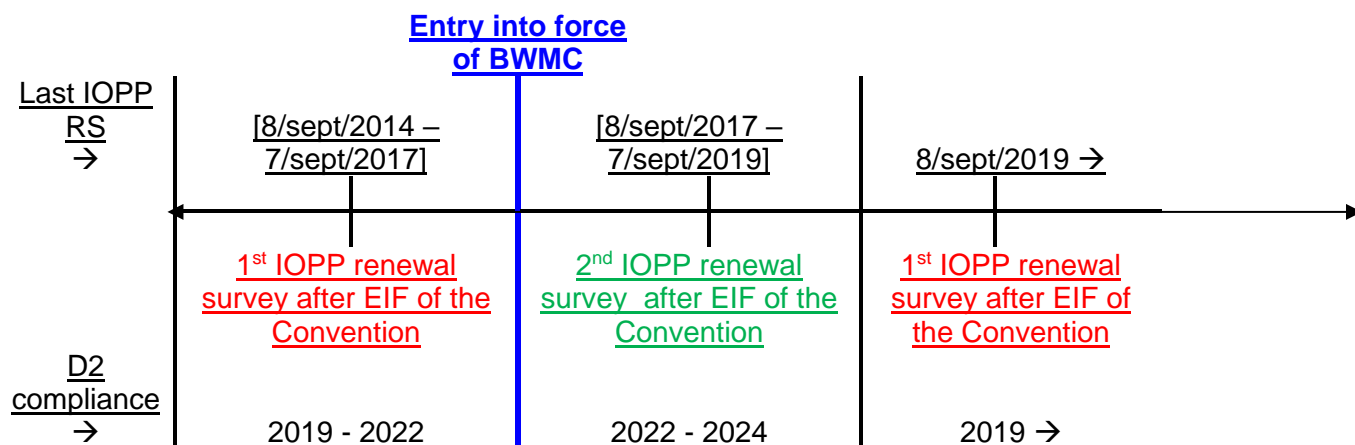 Entry into force
of BWMC
Last IOPP
RS
→
[8/sept/2014 –
7/sept/2017]
[8/sept/2017 –
7/sept/2019]
8/sept/2019 →
1st IOPP renewal
survey after EIF of the
Convention
2nd IOPP renewal
survey after EIF of the
Convention
1st IOPP renewal
survey after EIF of
the Convention
D2
compliance
→
2019 - 2022
2022 - 2024
2019 →